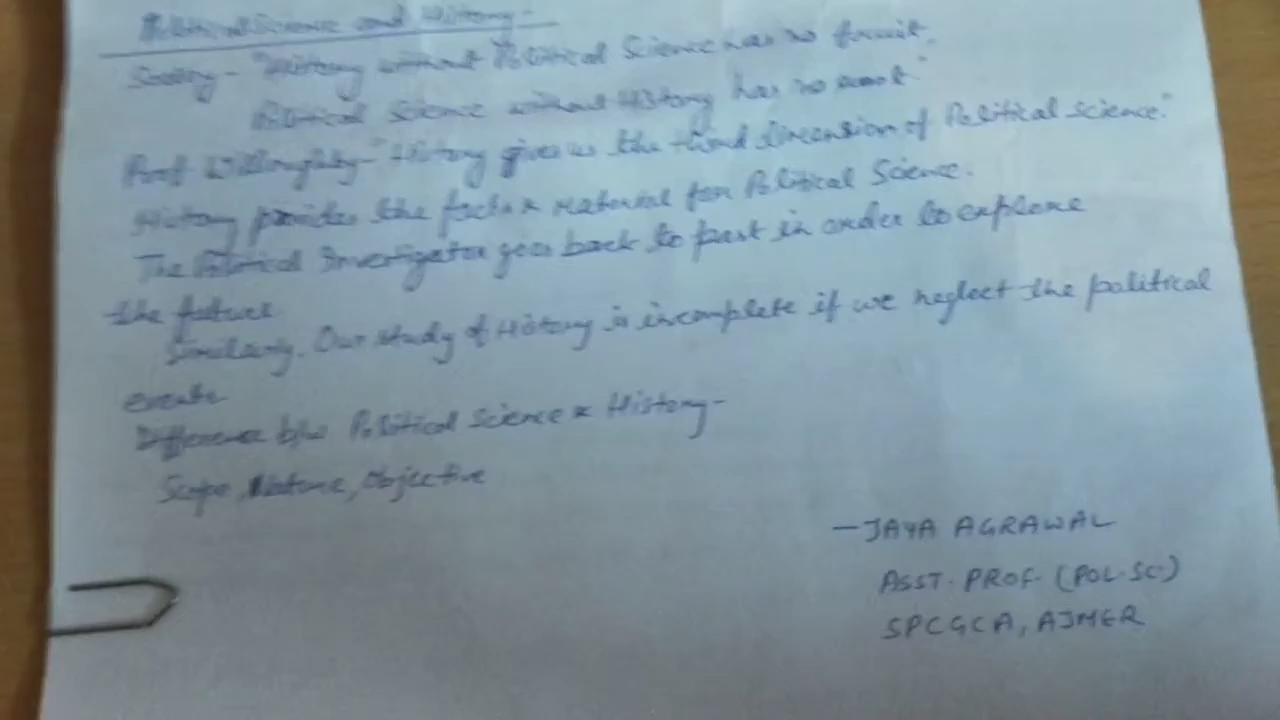 Political Science and History-
Seeley - "History without Political Science has no fruit,
Political Science without History has no root"
Prof Willoughby - "History gives us the third dimension of Political Science."
History provides the facts & material for Political Science.
The Political Investigator goes back to past in order to explore
the future
Similarly, Our study of History is incomplete if we neglect the political
events
Difference b/w Political Science & History-
Scope, Nature, Objective
- JAYA AGRAWAL
ASST. PROF. (POL.SC.)
SPCGCA, AJMER